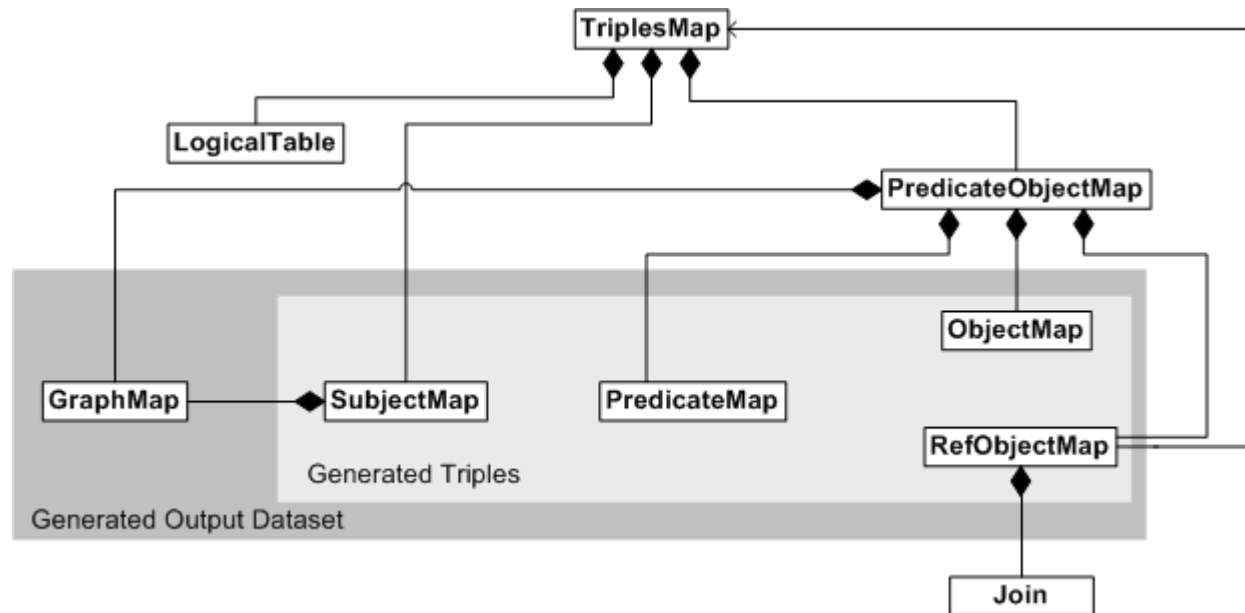 TriplesMap
LogicalTable
PredicateObjectMap
ObjectMap
GraphMap
SubjectMap
PredicateMap
RefObjectMap
Generated Triples
Generated Output Dataset
Join